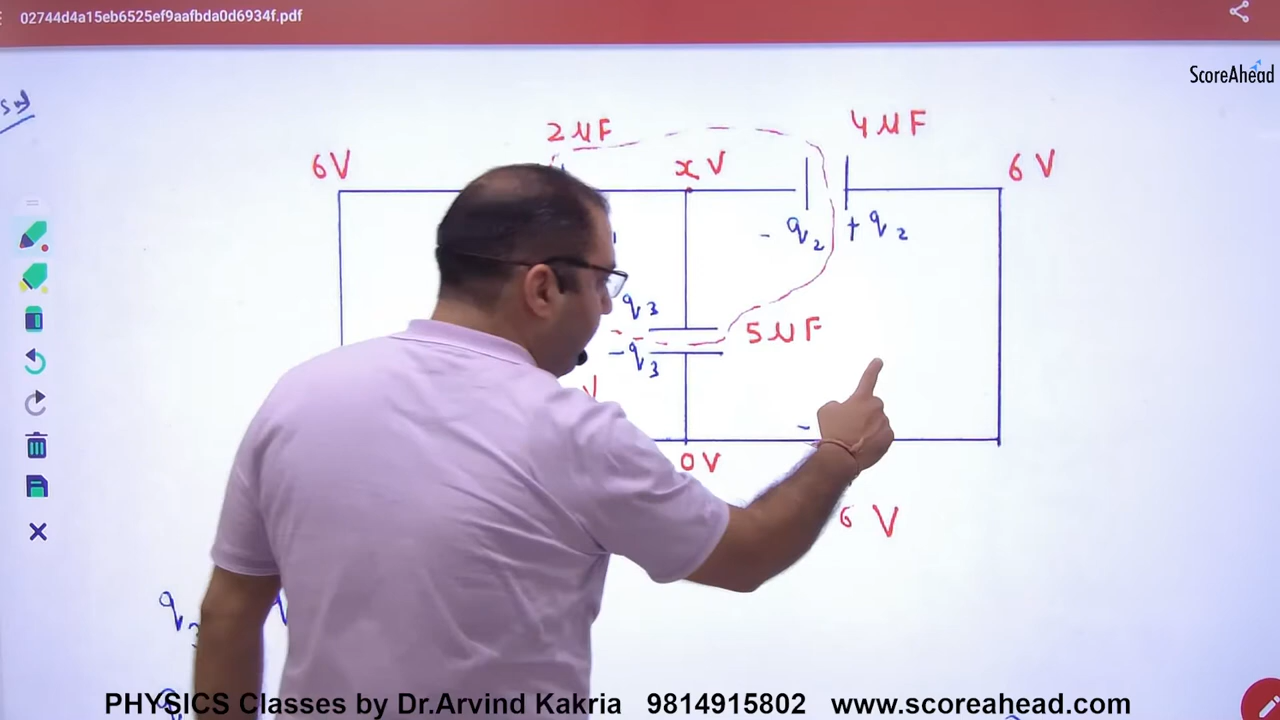 02744d4a15eb6525ef9aafbda0d6934f.pdf
ScoreAhead
2 μF
4 μF
6V
x V
6 V
- q2 + q2
q3
5 μF
-q3
V
-
0V
6 V
q
PHYSICS Classes by Dr.Arvind Kakria 9814915802 www.scoreahead.com